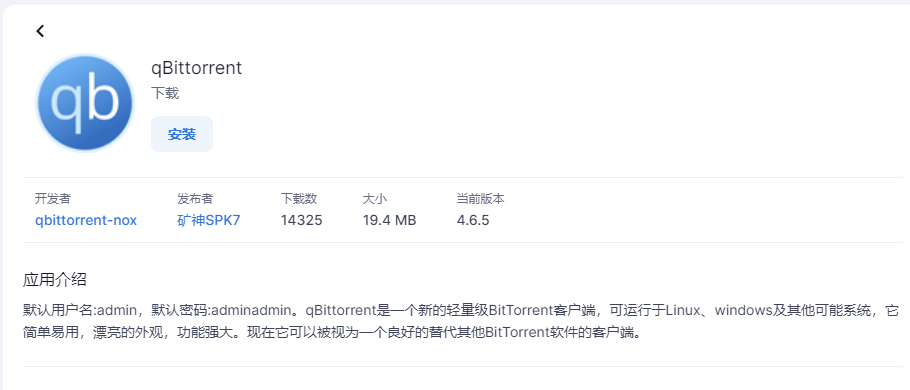 qb
qBittorrent
下载
安装
开发者 发布者 下载数 大小 当前版本
qbittorrent-nox 矿神SPK7 14325 19.4 MB 4.6.5
应用介绍
默认用户名:admin，默认密码:adminadmin。qBittorrent是一个新的轻量级BitTorrent客户端，可运行于Linux、windows及其他可能系统，它
简单易用，漂亮的外观，功能强大。现在它可以被视为一个良好的替代其他BitTorrent软件的客户端。